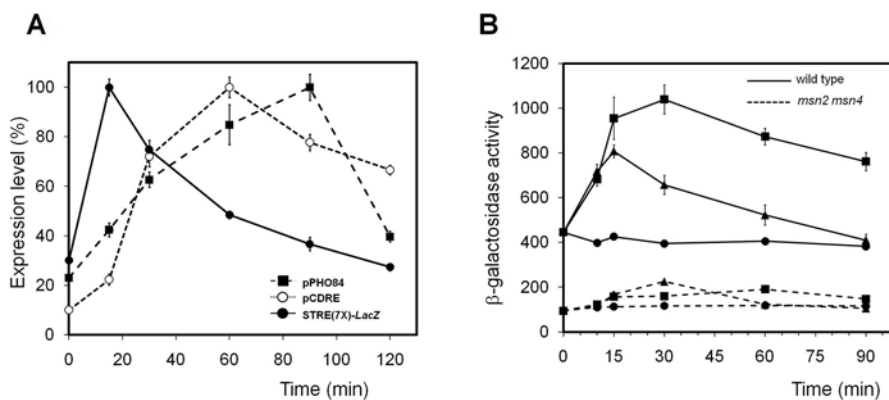 A
Expression level (%)
120
100
80
60
40
20
0
pPHO84
pCDRE
STRE(7X)-LacZ
0 20 40 60 80 100 120
Time (min)
B
β-galactosidase activity
1200
1000
800
600
400
200
0
wild type
msn2 msn4
0 15 30 45 60 75 90
Time (min)